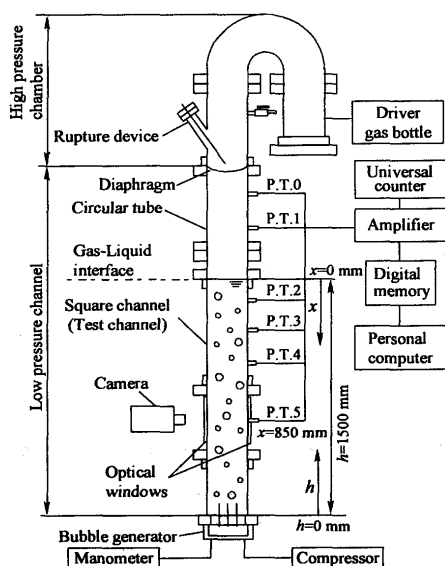 High pressure
chamber
Rupture device
Driver
gas bottle
Universal
counter
Diaphragm
P.T.0
Circular tube
P.T.1
Amplifier
Low pressure channel
Gas-Liquid
interface
x=0 mm
P.T.2
Digital
memory
Square channel
(Test channel)
x
P.T.3
P.T.4
Personal
computer
Camera
P.T.5
x=850 mm
h=1500 mm
Optical
windows
h
h=0 mm
Bubble generator
Manometer
Compressor